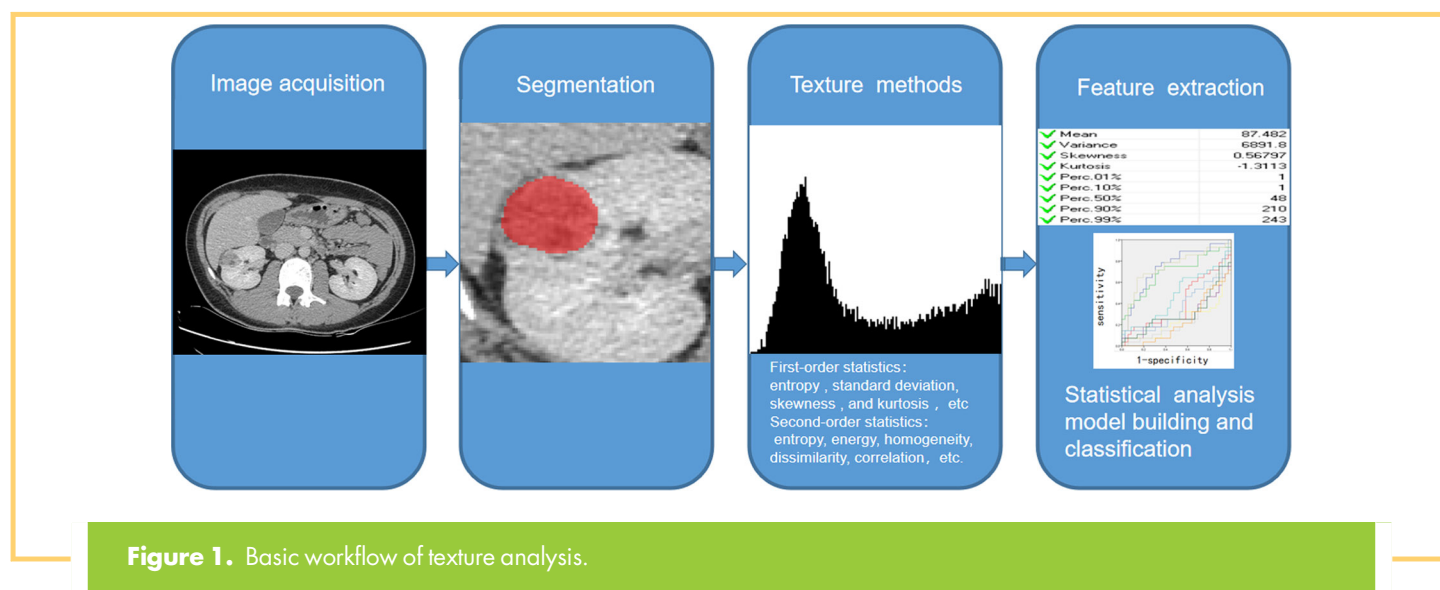 Image acquisition
Segmentation
Texture methods
First-order statistics:
entropy , standard deviation,
skewness , and kurtosis , etc
Second-order statistics:
entropy, energy, homogeneity,
dissimilarity, correlation, etc.
Feature extraction
Mean 87.482
Variance 6891.8
Skewness 0.56797
Kurtosis -1.3113
Perc.01% 1
Perc.10% 1
Perc.50% 48
Perc.90% 210
Perc.99% 243
sensitivity
1-specificity
Statistical analysis
model building and
classification
Figure 1. Basic workflow of texture analysis.